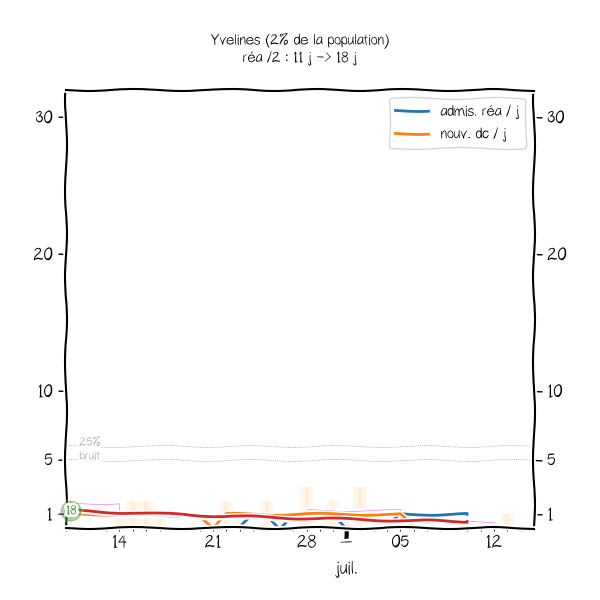 Yvelines (2% de la population)
réa /2 : 11 j -> 18 j
admis. réa / j
nouv. dc / j
30 30
20 20
10 10
25%
5 5
bruit
18
1 1
14 21 28 1 05 12
juil.